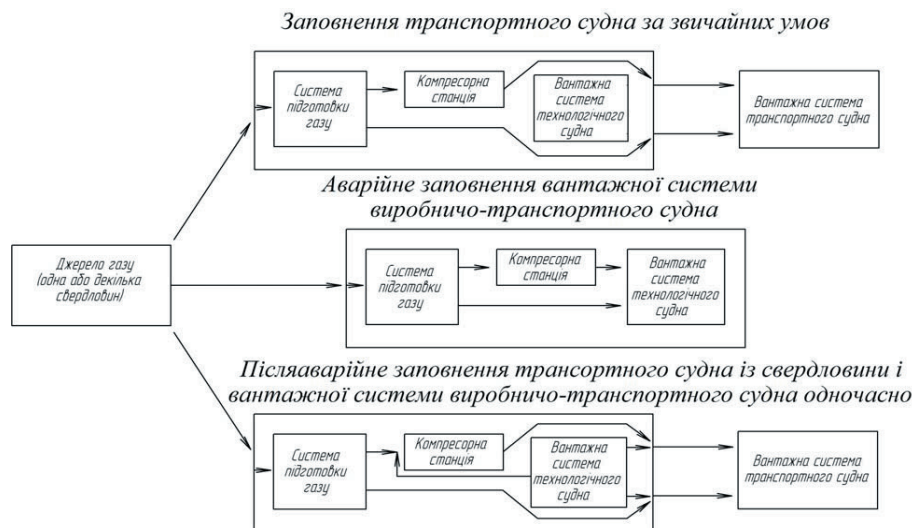 Заповнення транспортного судна за звичайних умов
Система
підготовки
газу
Компресорна
станція
Вантажна
система
технологічного
судна
Вантажна система
транспортного судна
Аварійне заповнення вантажної системи
виробничо-транспортного судна
Джерело газу
(одна або декілька
свердловин)
Система
підготовки
газу
Компресорна
станція
Вантажна
система
технологічного
судна
Післяаварійне заповнення трансортного судна із свердловини і
вантажної системи виробничо-транспортного судна одночасно
Система
підготовки
газу
Компресорна
станція
Вантажна
система
технологічного
судна
Вантажна система
транспортного судна